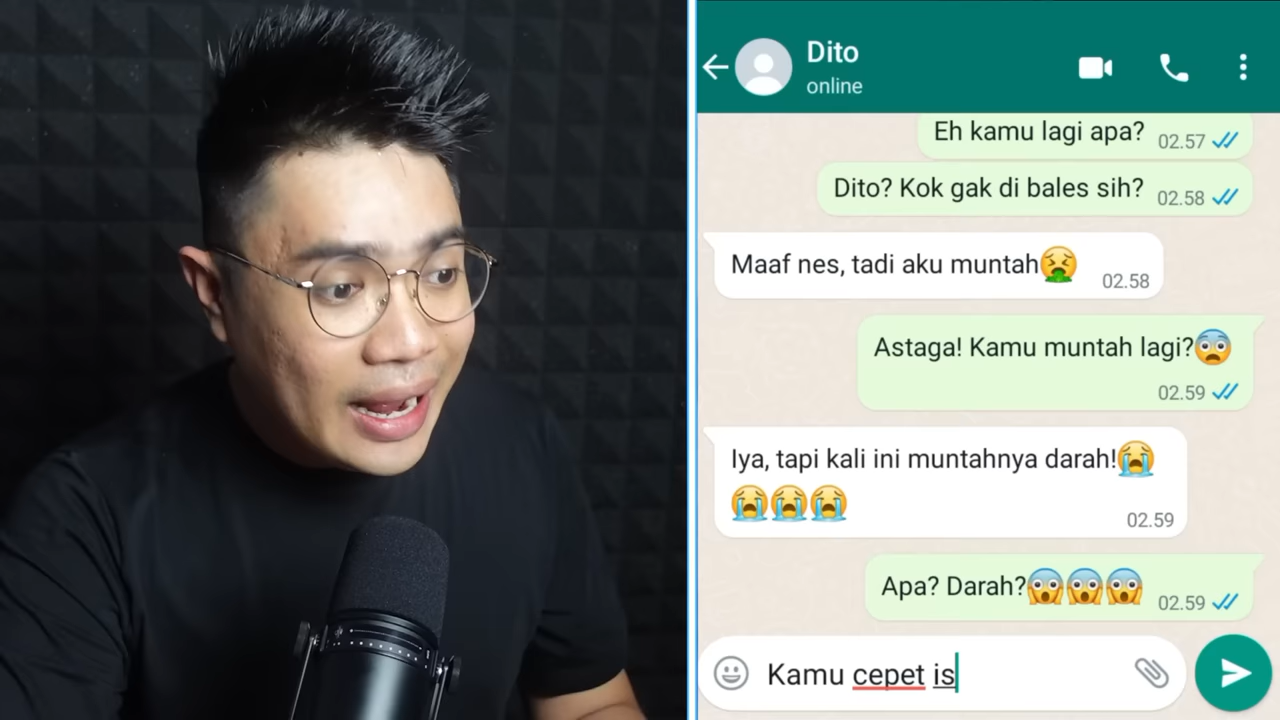 Dito
online
Eh kamu lagi apa? 02.57
Dito? Kok gak di bales sih? 02.58
Maaf nes, tadi aku muntah🤮 02.58
Astaga! Kamu muntah lagi?😨
02.59
Iya, tapi kali ini muntahnya darah!😭
😭😭😭 02.59
Apa? Darah?😱😱😱 02.59
Kamu cepet is